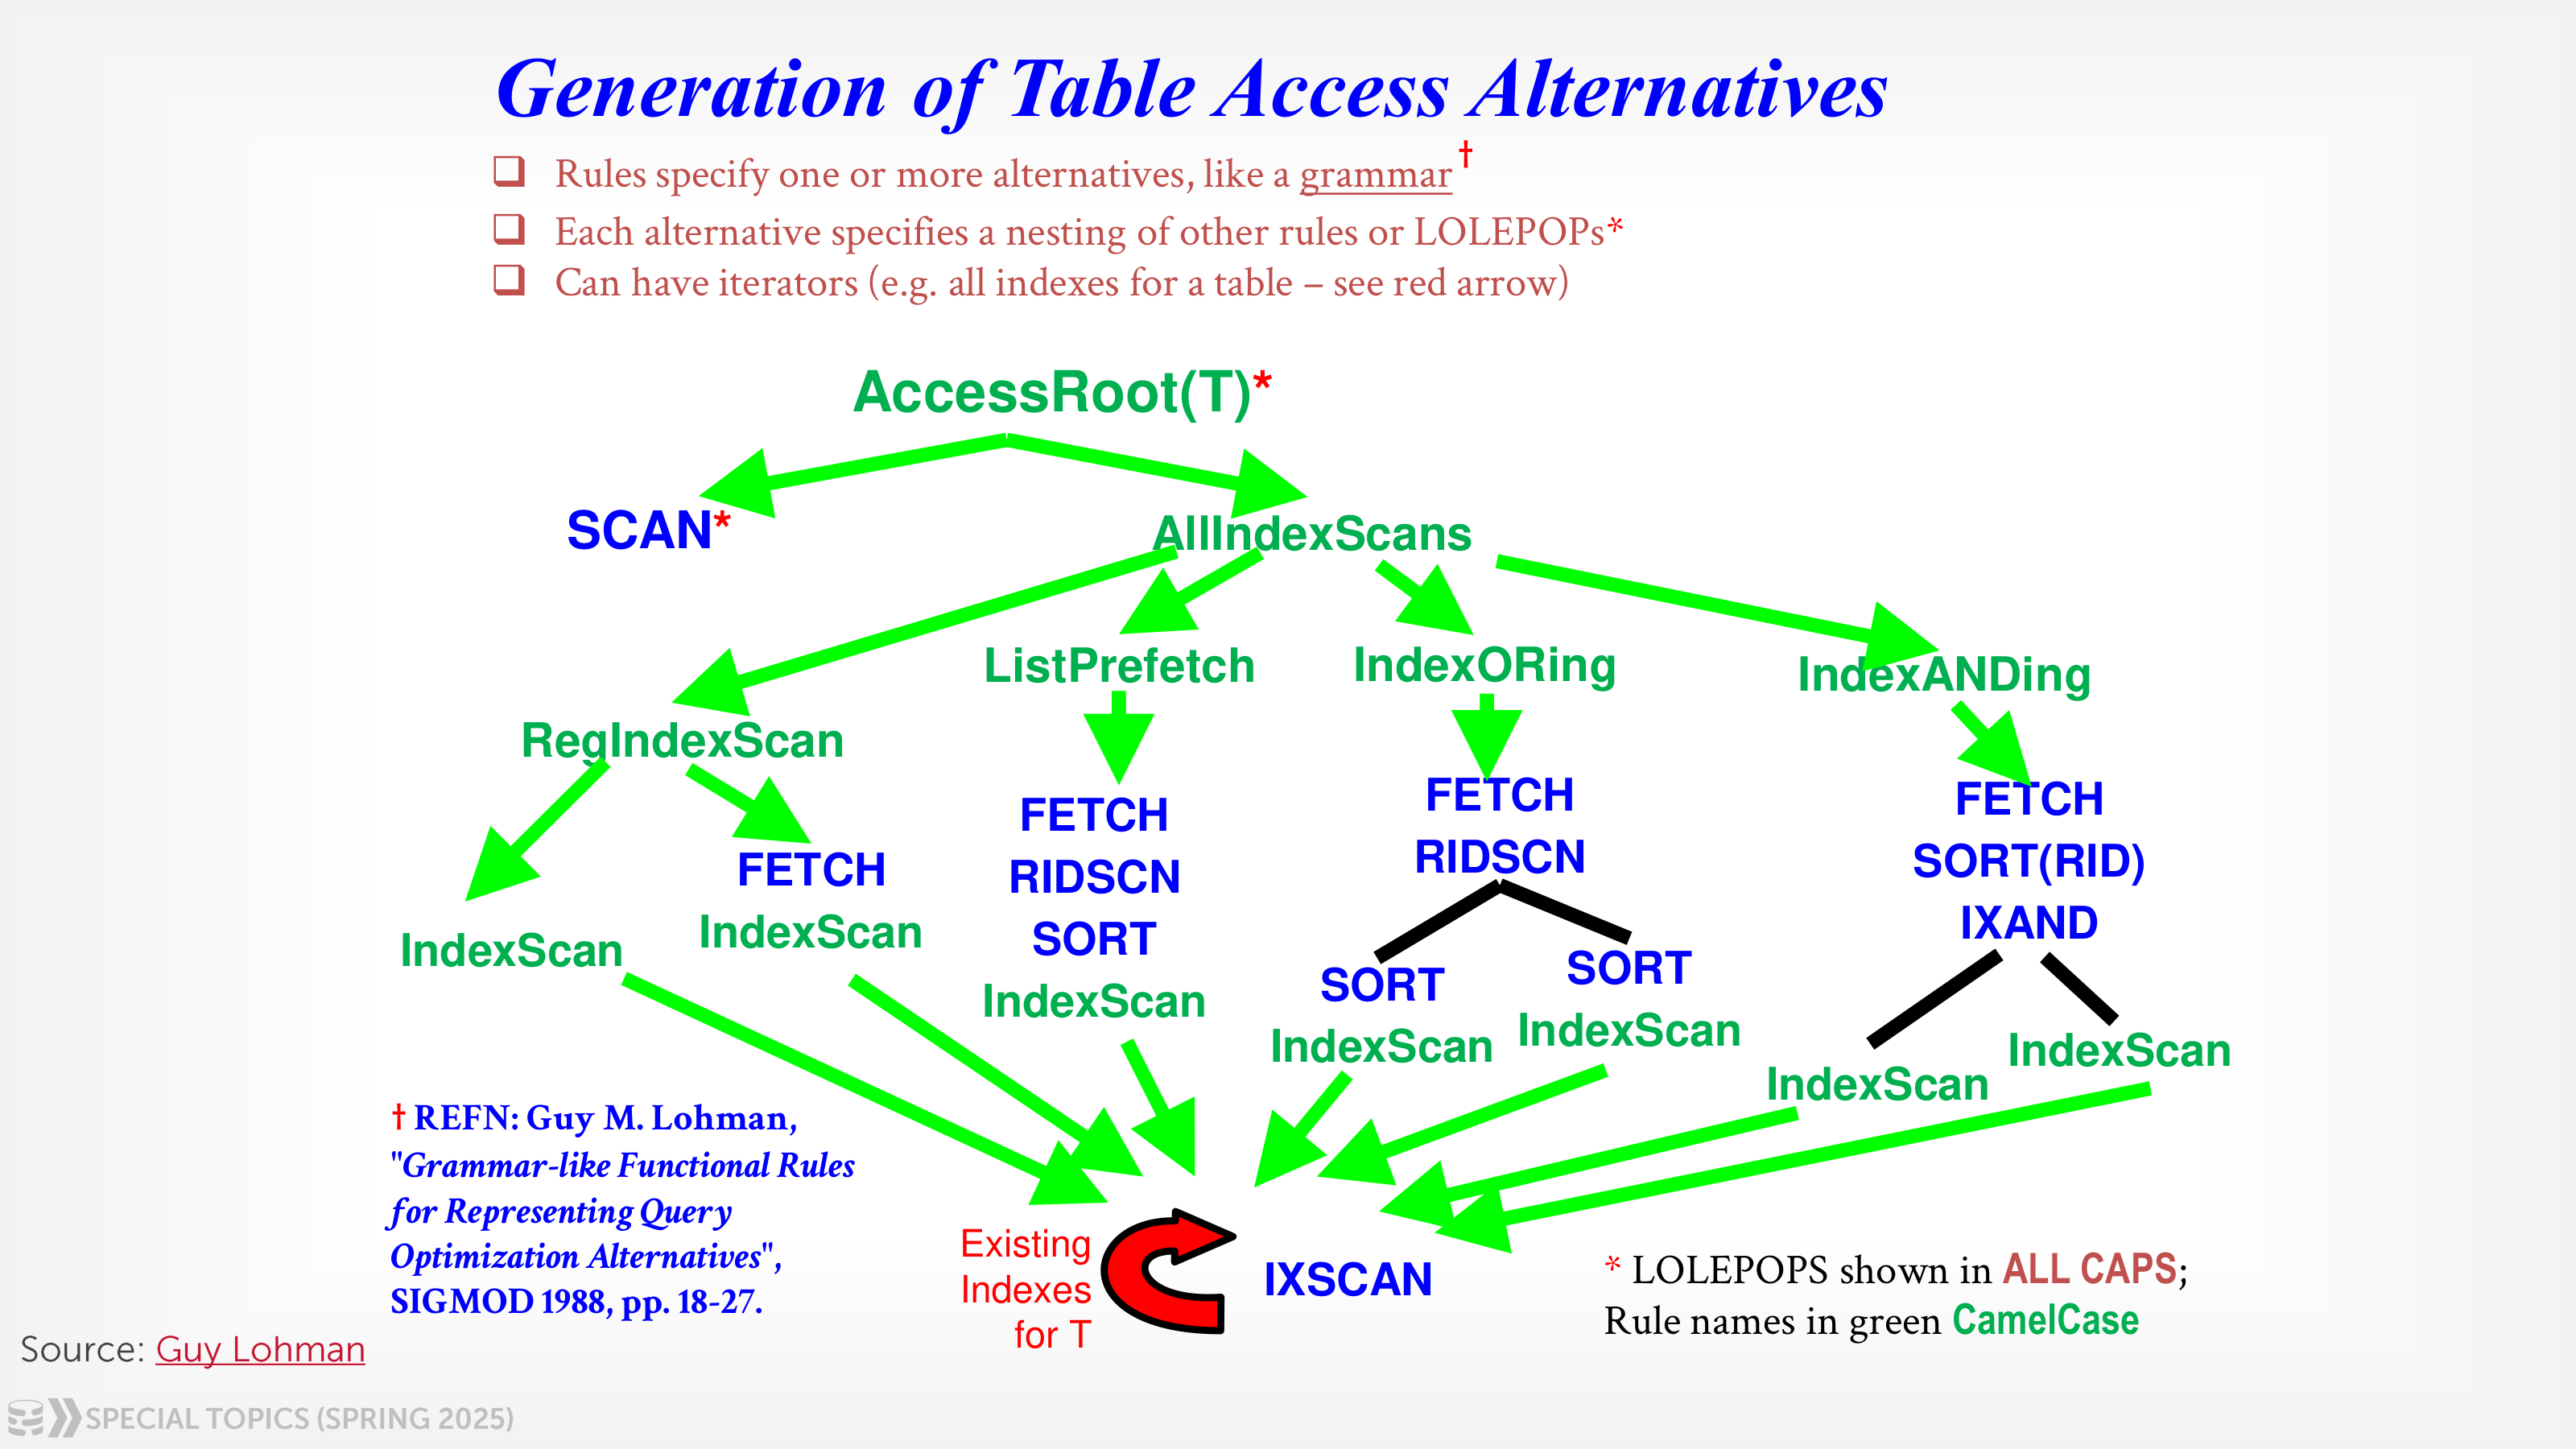 Generation of Table Access Alternatives
❑ Rules specify one or more alternatives, like a grammar†
❑ Each alternative specifies a nesting of other rules or LOLEPOPs*
❑ Can have iterators (e.g. all indexes for a table – see red arrow)
AccessRoot(T)*
SCAN*
AllIndexScans
RegIndexScan
ListPrefetch
IndexORing
IndexANDing
IndexScan
FETCH
IndexScan
FETCH
RIDSCN
SORT
IndexScan
FETCH
RIDSCN
SORT
IndexScan
SORT
IndexScan
FETCH
SORT(RID)
IXAND
IndexScan
IndexScan
† REFN: Guy M. Lohman,
"Grammar-like Functional Rules
for Representing Query
Optimization Alternatives",
SIGMOD 1988, pp. 18-27.
Existing
Indexes
for T
IXSCAN
* LOLEPOPS shown in ALL CAPS;
Rule names in green CamelCase
Source: Guy Lohman
SPECIAL TOPICS (SPRING 2025)